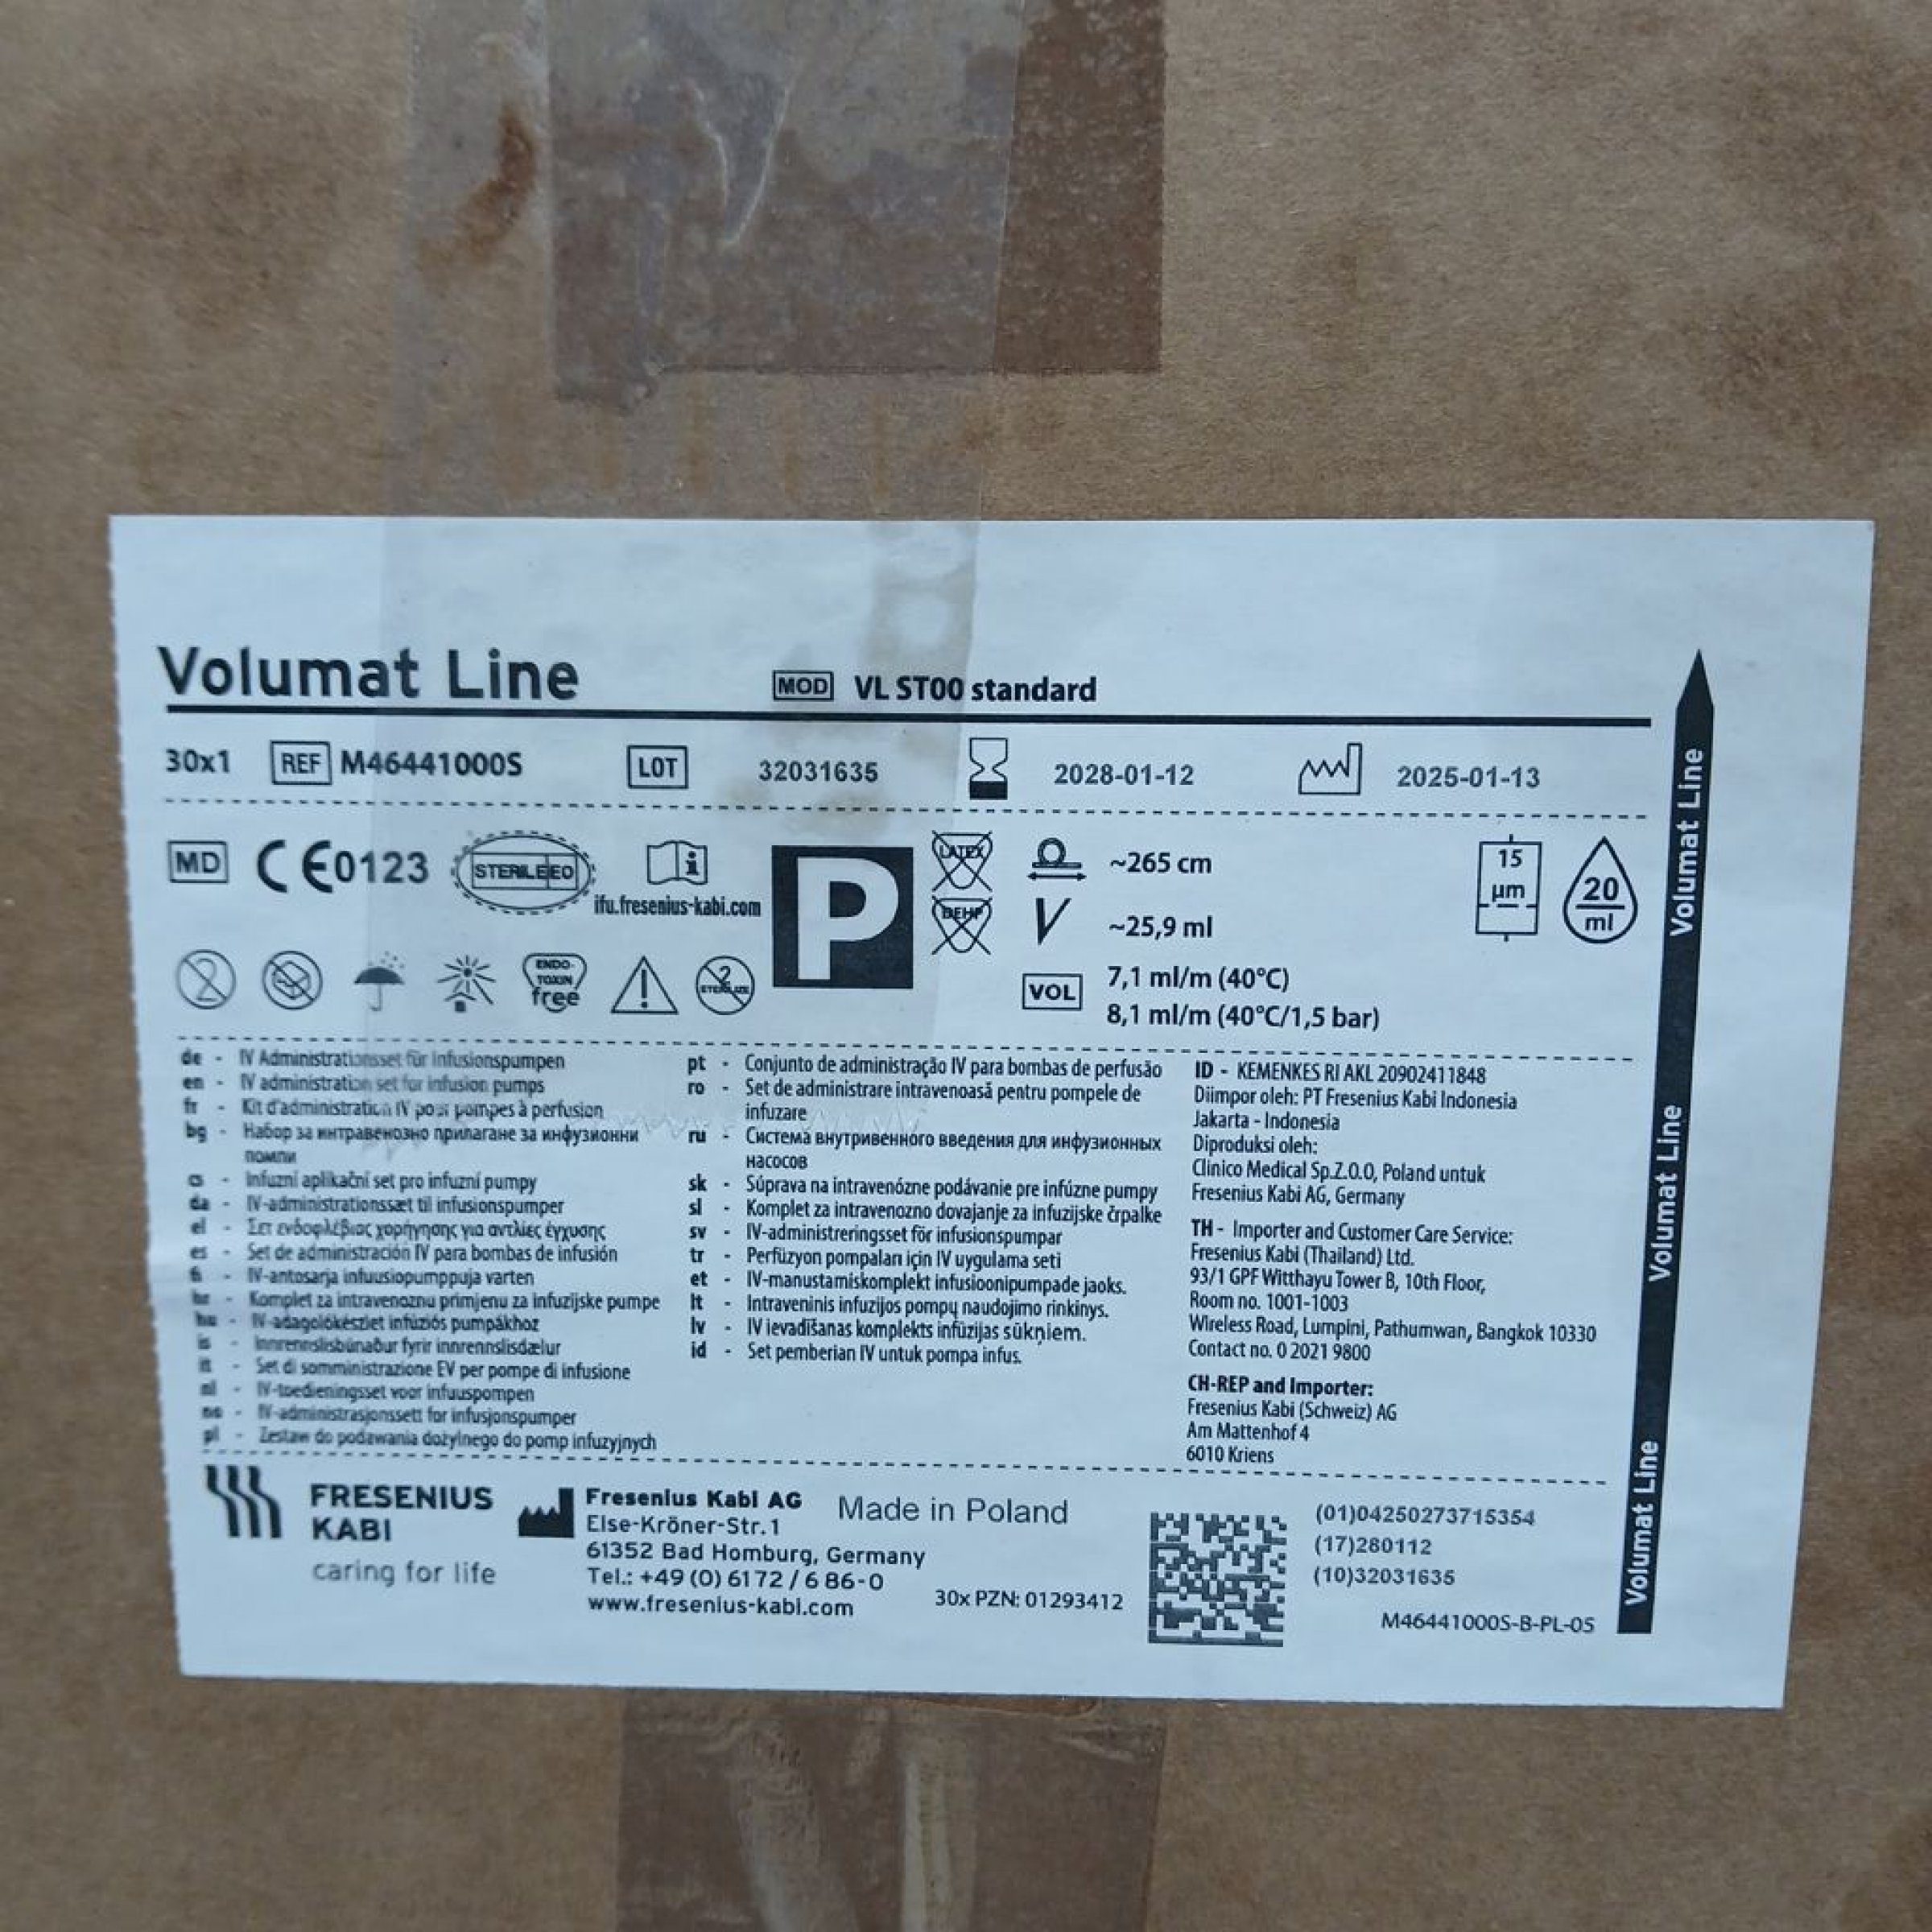 Volumat Line
MOD VL ST00 standard
30x1 REF M46441000S LOT 32031635 2028-01-12 2025-01-13
MD CE0123 STERILE EO
ifu.fresenius-kabi.com
P
LATEX
DEHP
~265 cm
~25,9 ml
VOL 7,1 ml/m (40°C)
8,1 ml/m (40°C/1,5 bar)
15
µm
20
ml
2
ENDO-
TOXIN
free
2
STERILIZE
de - IV Administrationsset für Infusionspumpen
en - IV administration set for infusion pumps
fr - Kit d'administration IV pour pompes à perfusion
bg - Набор за интравенозно прилагане за инфузионни
помпи
cs - Infuzní aplikační set pro infuzní pumpy
da - IV-administrationssæt til infusionspumper
el - Σετ ενδοφλέβιας χορήγησης για αντλίες έγχυσης
es - Set de administración IV para bombas de infusión
fi - IV-antosarja infuusiopumppuja varten
hr - Komplet za intravenoznu primjenu za infuzijske pumpe
hu - IV-adagolókészlet infúziós pumpákhoz
is - Innrennslisbúnaður fyrir innrennslisdælur
it - Set di somministrazione EV per pompe di infusione
nl - IV-toedieningsset voor infuuspompen
no - IV-administrasjonssett for infusjonspumper
pl - Zestaw do podawania dożylnego do pomp infuzyjnych
pt - Conjunto de administração IV para bombas de perfusão
ro - Set de administrare intravenoasă pentru pompele de
infuzare
ru - Система внутривенного введения для инфузионных
насосов
sk - Súprava na intravenózne podávanie pre infúzne pumpy
sl - Komplet za intravenozno dovajanje za infuzijske črpalke
sv - IV-administreringsset för infusionspumpar
tr - Perfüzyon pompaları için IV uygulama seti
et - IV-manustamiskomplekt infusioonipumpade jaoks.
lt - Intraveninis infuzijos pompų naudojimo rinkinys.
lv - IV ievadīšanas komplekts infūzijas sūkņiem.
id - Set pemberian IV untuk pompa infus.
ID - KEMENKES RI AKL 20902411848
Diimpor oleh: PT Fresenius Kabi Indonesia
Jakarta - Indonesia
Diproduksi oleh:
Clinico Medical Sp.Z.O.O, Poland untuk
Fresenius Kabi AG, Germany
TH - Importer and Customer Care Service:
Fresenius Kabi (Thailand) Ltd.
93/1 GPF Witthayu Tower B, 10th Floor,
Room no. 1001-1003
Wireless Road, Lumpini, Pathumwan, Bangkok 10330
Contact no. 0 2021 9800
CH-REP and Importer:
Fresenius Kabi (Schweiz) AG
Am Mattenhof 4
6010 Kriens
FRESENIUS
KABI
caring for life
Fresenius Kabi AG
Else-Kröner-Str. 1
61352 Bad Homburg, Germany
Tel.: +49 (0) 6172 / 6 86-0
www.fresenius-kabi.com
Made in Poland
30x PZN: 01293412
(01)04250273715354
(17)280112
(10)32031635
M46441000S-B-PL-05
Volumat Line
Volumat Line
Volumat Line